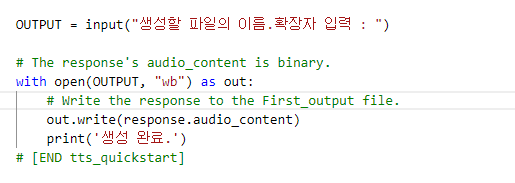 OUTPUT = input("생성할 파일의 이름.확장자 입력 : ")
# The response's audio_content is binary.
with open(OUTPUT, "wb") as out:
    # Write the response to the First_output file.
    out.write(response.audio_content)
    print('생성 완료.')
# [END tts_quickstart]